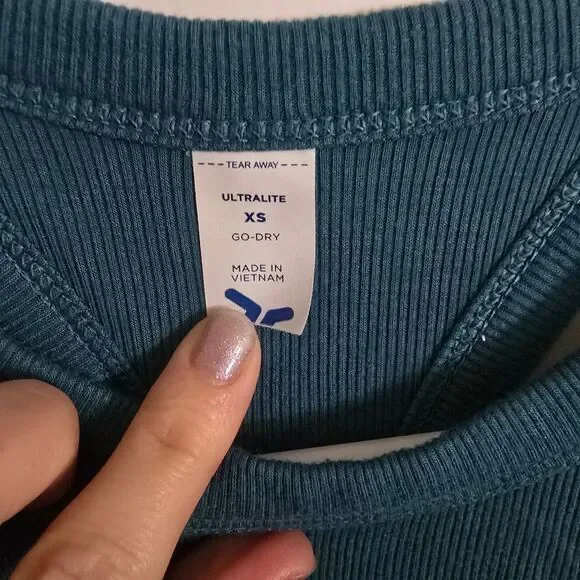 --- TEAR AWAY ---
ULTRALITE
XS
GO-DRY
MADE IN
VIETNAM